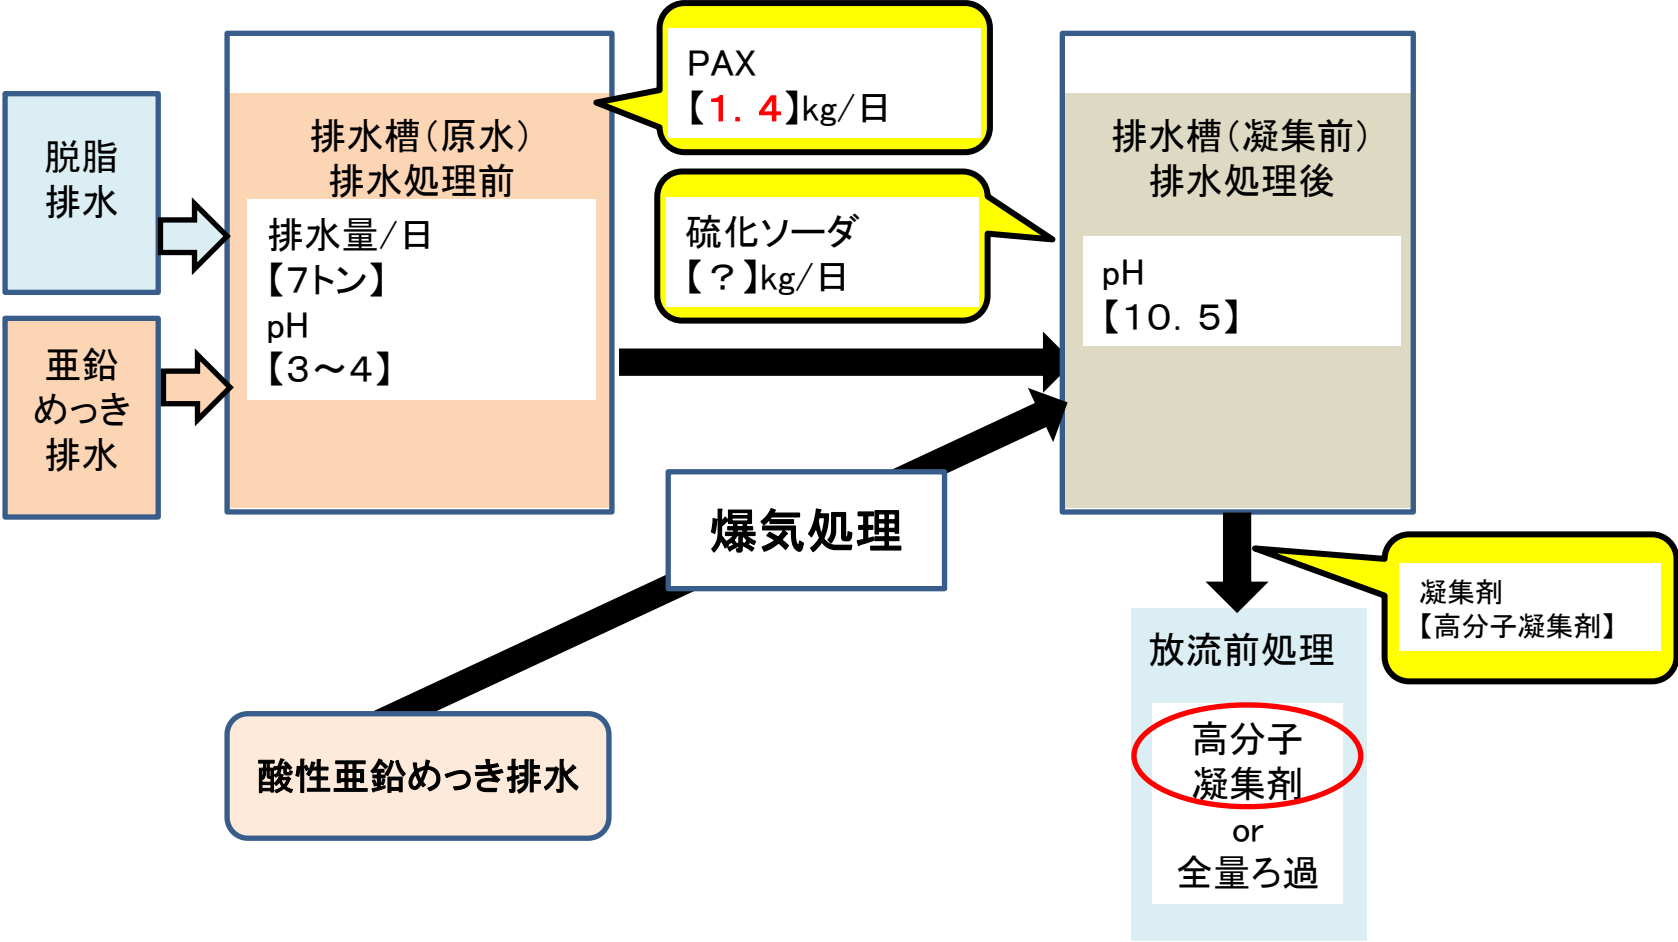 脱脂
排水
亜鉛
めっき
排水
排水槽(原水)
排水処理前
排水量/日
【7トン】
pH
【3～4】
PAX
【1.4】kg/日
硫化ソーダ
【?】kg/日
排水槽(凝集前)
排水処理後
pH
【10.5】
爆気処理
酸性亜鉛めっき排水
凝集剤
【高分子凝集剤】
放流前処理
高分子
凝集剤
or
全量ろ過